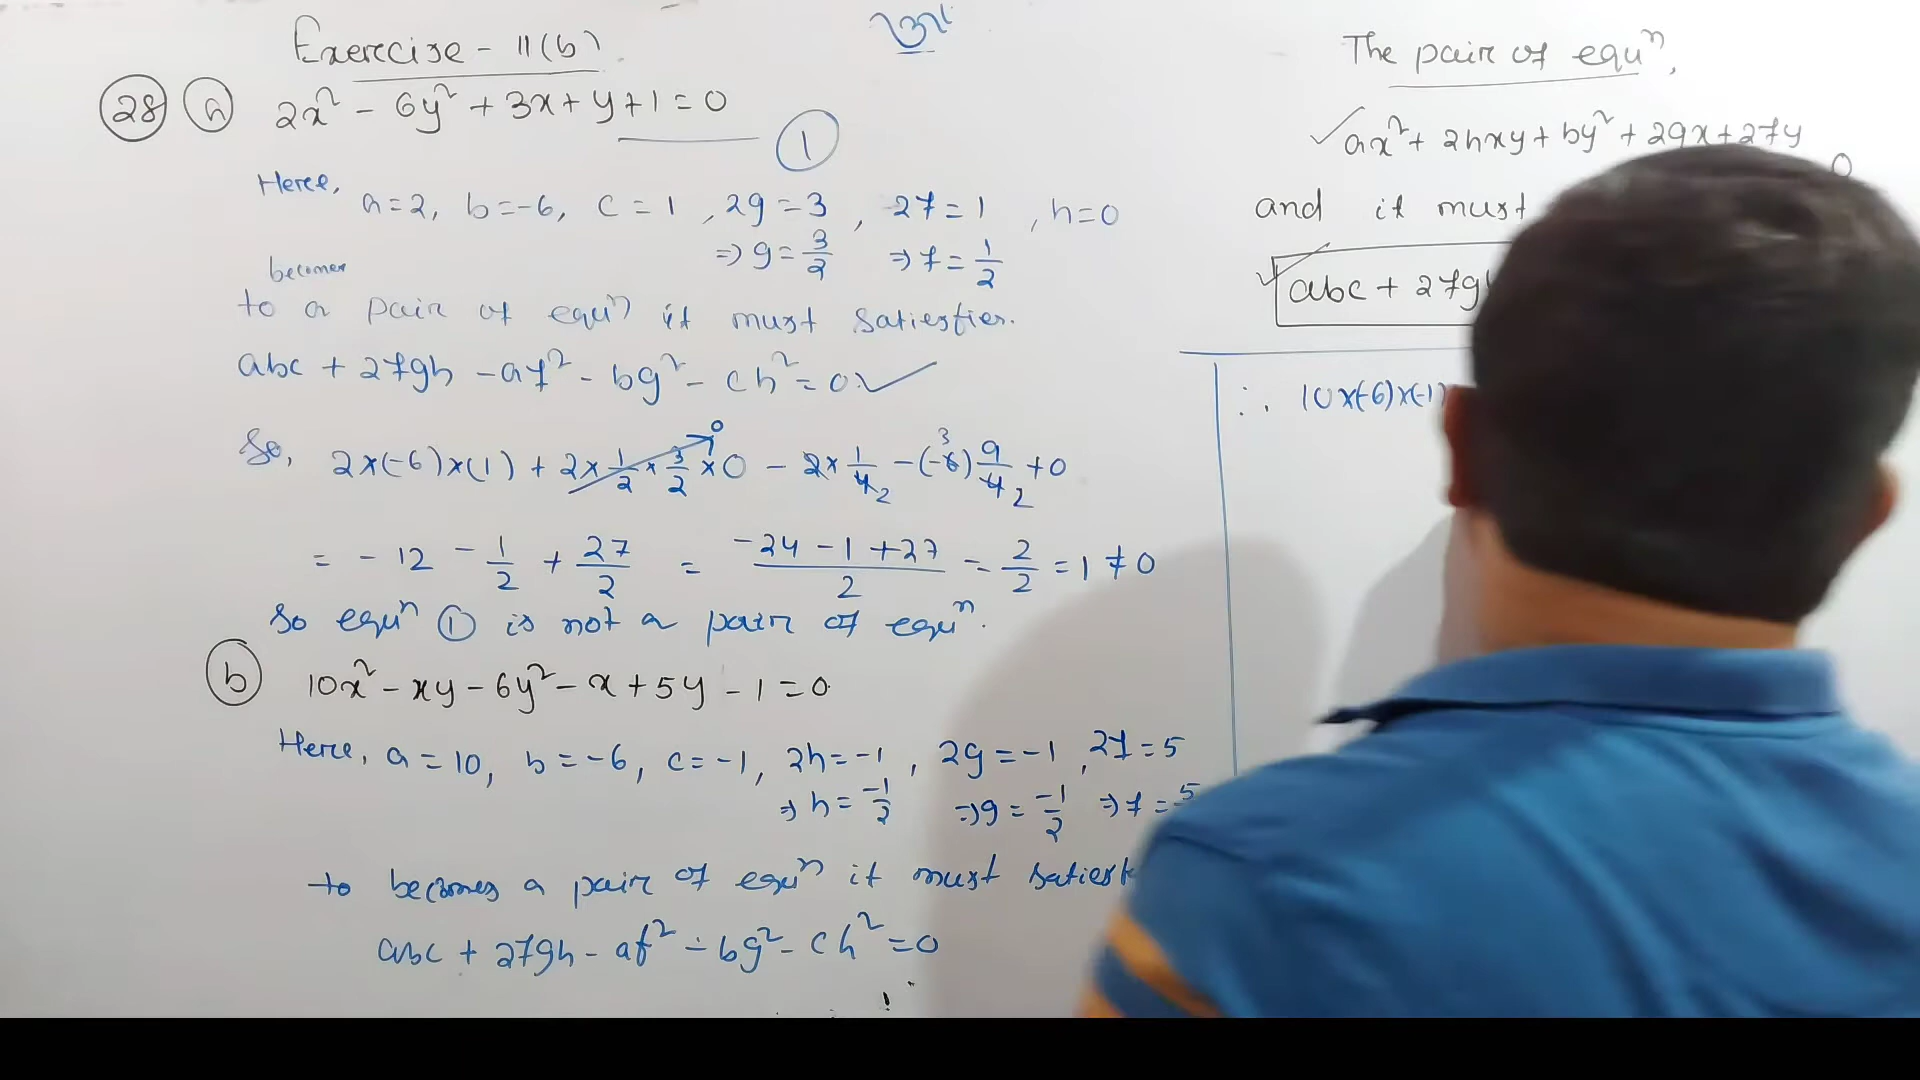 Exercise - 11(b)
28 a 2x² - 6y² + 3x + y + 1 = 0
1
Here, a = 2, b = -6, c = 1, 2g = 3, 2f = 1, h = 0
⇒ g = 3/2 ⇒ f = 1/2
becomes
to a pair of equⁿ it must satiesfies.
abc + 2fgh - af² - bg² - ch² = 0 ✓
So, 2×(-6)×(1) + 2×1/2×3/2×0 - 2×1/4 - (-6)9/4 + 0
= -12 - 1/2 + 27/2 = (-24 - 1 + 27)/2 = 2/2 = 1 ≠ 0
So equⁿ 1 is not a pair of equⁿ.
b 10x² - xy - 6y² - x + 5y - 1 = 0
Here, a = 10, b = -6, c = -1, 2h = -1, 2g = -1, 2f = 5
⇒ h = -1/2 ⇒ g = -1/2 ⇒ f = 5
to becomes a pair of equⁿ it must
abc + 2fgh - af² - bg² - ch² = 0
The pair of equⁿ,
✓ ax² + 2hxy + by² + 2gx + 2fy
0
and it must
✓ abc + 2fg
∴ 10×(-6)×(-1)